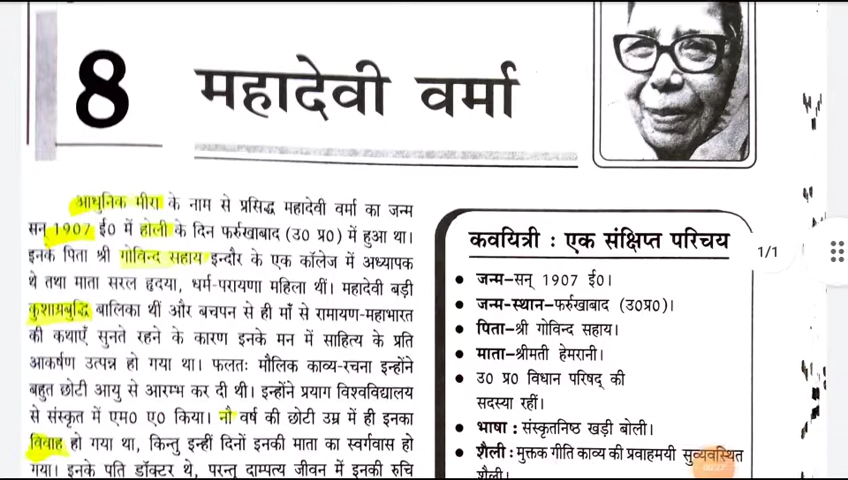 8
महादेवी वर्मा
आधुनिक मीरा के नाम से प्रसिद्ध महादेवी वर्मा का जन्म
सन् 1907 ई० में होली के दिन फर्रुखाबाद (उ० प्र०) में हुआ था।
इनके पिता श्री गोविन्द सहाय इन्दौर के एक कॉलेज में अध्यापक
थे तथा माता सरल हृदया, धर्म-परायणा महिला थीं। महादेवी बड़ी
कुशाग्रबुद्धि बालिका थीं और बचपन से ही माँ से रामायण-महाभारत
की कथाएँ सुनते रहने के कारण इनके मन में साहित्य के प्रति
आकर्षण उत्पन्न हो गया था। फलतः मौलिक काव्य-रचना इन्होंने
बहुत छोटी आयु से आरम्भ कर दी थी। इन्होंने प्रयाग विश्वविद्यालय
से संस्कृत में एम० ए० किया। नौ वर्ष की छोटी उम्र में ही इनका
विवाह हो गया था, किन्तु इन्हीं दिनों इनकी माता का स्वर्गवास हो
गया। इनके पति डॉक्टर थे, परन्तु दाम्पत्य जीवन में इनकी रुचि
कवयित्री : एक संक्षिप्त परिचय
• जन्म–सन् 1907 ई०।
• जन्म-स्थान–फर्रुखाबाद (उ०प्र०)।
• पिता–श्री गोविन्द सहाय।
• माता–श्रीमती हेमरानी।
• उ० प्र० विधान परिषद् की
सदस्या रहीं।
• भाषा : संस्कृतनिष्ठ खड़ी बोली।
• शैली : मुक्तक गीति काव्य की प्रवाहमयी सुव्यवस्थित
शैली।
1/1
00:27